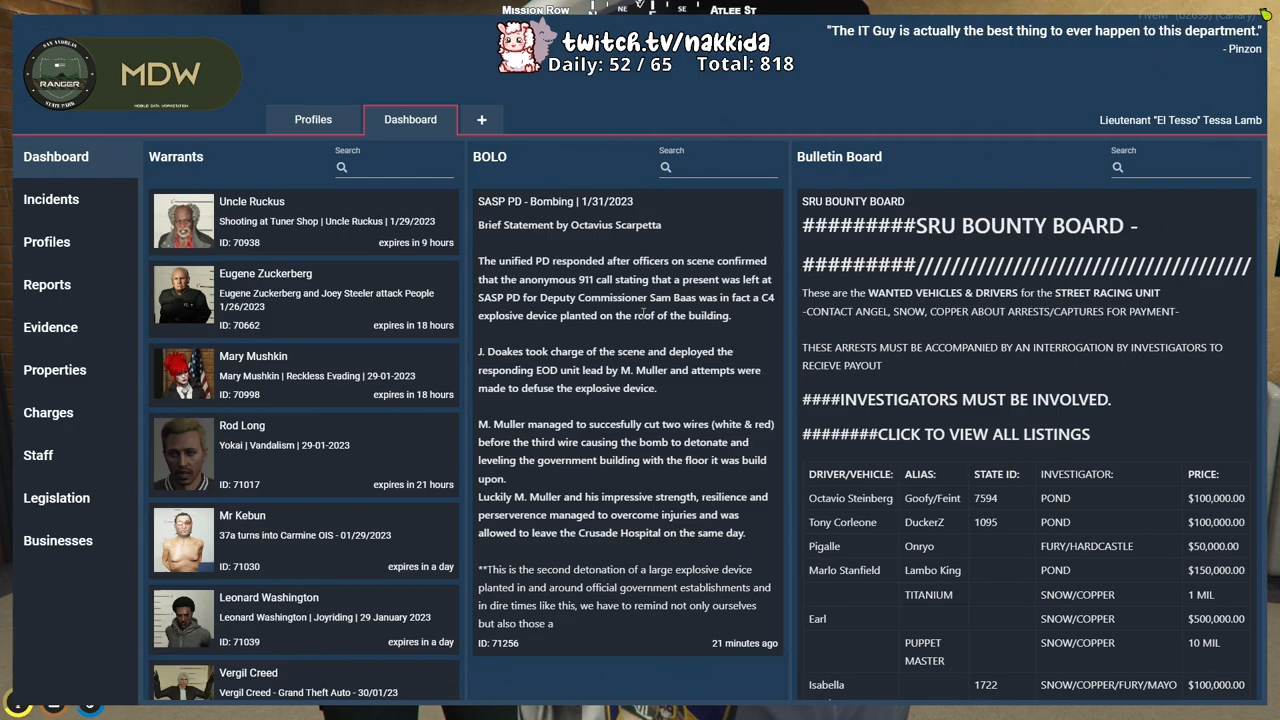 Mission Row
N
NE
E
SE
Atlee St
"The IT Guy is actually the best thing to ever happen to this department."
- Pinzon
twitch.tv/nakkida
Daily: 52 / 65 Total: 818
SAN ANDREAS
RANGER
STATE PARK
MDW
MOBILE DATA WORKSTATION
Profiles
Dashboard
+
Lieutenant "El Tesso" Tessa Lamb
Dashboard
Incidents
Profiles
Reports
Evidence
Properties
Charges
Staff
Legislation
Businesses
Warrants
Search
Uncle Ruckus
Shooting at Tuner Shop | Uncle Ruckus | 1/29/2023
ID: 70938 expires in 9 hours
Eugene Zuckerberg
Eugene Zuckerberg and Joey Steeler attack People
1/26/2023
ID: 70662 expires in 18 hours
Mary Mushkin
Mary Mushkin | Reckless Evading | 29-01-2023
ID: 70998 expires in 18 hours
Rod Long
Yokai | Vandalism | 29-01-2023
ID: 71017 expires in 21 hours
Mr Kebun
37a turns into Carmine OIS - 01/29/2023
ID: 71030 expires in a day
Leonard Washington
Leonard Washington | Joyriding | 29 January 2023
ID: 71039 expires in a day
Vergil Creed
Vergil Creed - Grand Theft Auto - 30/01/23
BOLO
Search
SASP PD - Bombing | 1/31/2023
Brief Statement by Octavius Scarpetta
The unified PD responded after officers on scene confirmed
that the anonymous 911 call stating that a present was left at
SASP PD for Deputy Commissioner Sam Baas was in fact a C4
explosive device planted on the roof of the building.
J. Doakes took charge of the scene and deployed the
responding EOD unit lead by M. Muller and attempts were
made to defuse the explosive device.
M. Muller managed to succesfully cut two wires (white & red)
before the third wire causing the bomb to detonate and
leveling the government building with the floor it was build
upon.
Luckily M. Muller and his impressive strength, resilience and
perserverence managed to overcome injuries and was
allowed to leave the Crusade Hospital on the same day.
**This is the second detonation of a large explosive device
planted in and around official government establishments and
in dire times like this, we have to remind not only ourselves
but also those a
ID: 71256 21 minutes ago
Bulletin Board
Search
SRU BOUNTY BOARD
#########SRU BOUNTY BOARD -
#########///////////////////////////////////
These are the WANTED VEHICLES & DRIVERS for the STREET RACING UNIT
-CONTACT ANGEL, SNOW, COPPER ABOUT ARRESTS/CAPTURES FOR PAYMENT-
THESE ARRESTS MUST BE ACCOMPANIED BY AN INTERROGATION BY INVESTIGATORS TO
RECIEVE PAYOUT
####INVESTIGATORS MUST BE INVOLVED.
########CLICK TO VIEW ALL LISTINGS
DRIVER/VEHICLE: ALIAS: STATE ID: INVESTIGATOR: PRICE:
Octavio Steinberg Goofy/Feint 7594 POND $100,000.00
Tony Corleone DuckerZ 1095 POND $100,000.00
Pigalle Onryo FURY/HARDCASTLE $50,000.00
Marlo Stanfield Lambo King POND $150,000.00
TITANIUM SNOW/COPPER 1 MIL
Earl SNOW/COPPER $500,000.00
PUPPET
MASTER SNOW/COPPER 10 MIL
Isabella 1722 SNOW/COPPER/FURY/MAYO $100,000.00